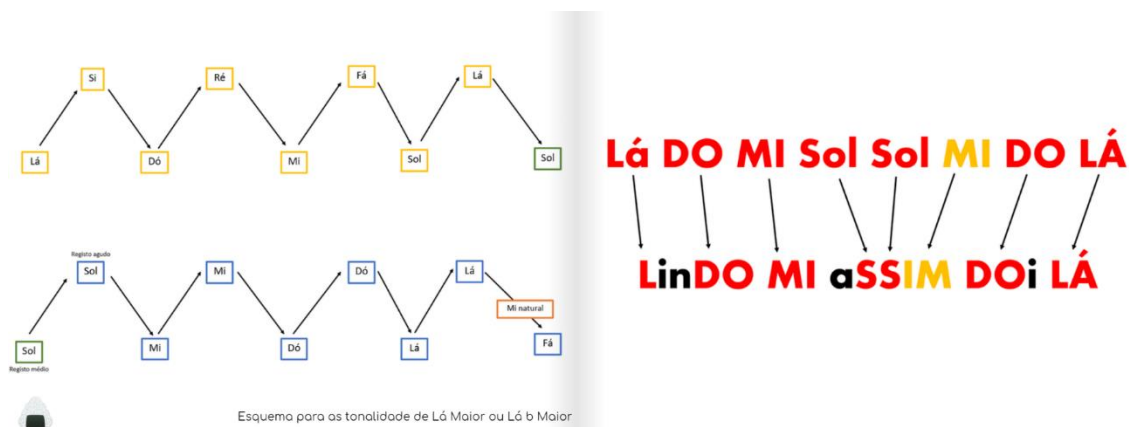 Si Ré Fá Lá
Lá Dó Mi Sol Sol
Registo agudo
Sol Mi Dó Lá
Mi natural
Sol Mi Dó Lá Fá
Registo médio
Esquema para as tonalidade de Lá Maior ou Lá b Maior
Lá DO MI Sol Sol MI DO LÁ
LinDO MI aSSIM DOi LÁ